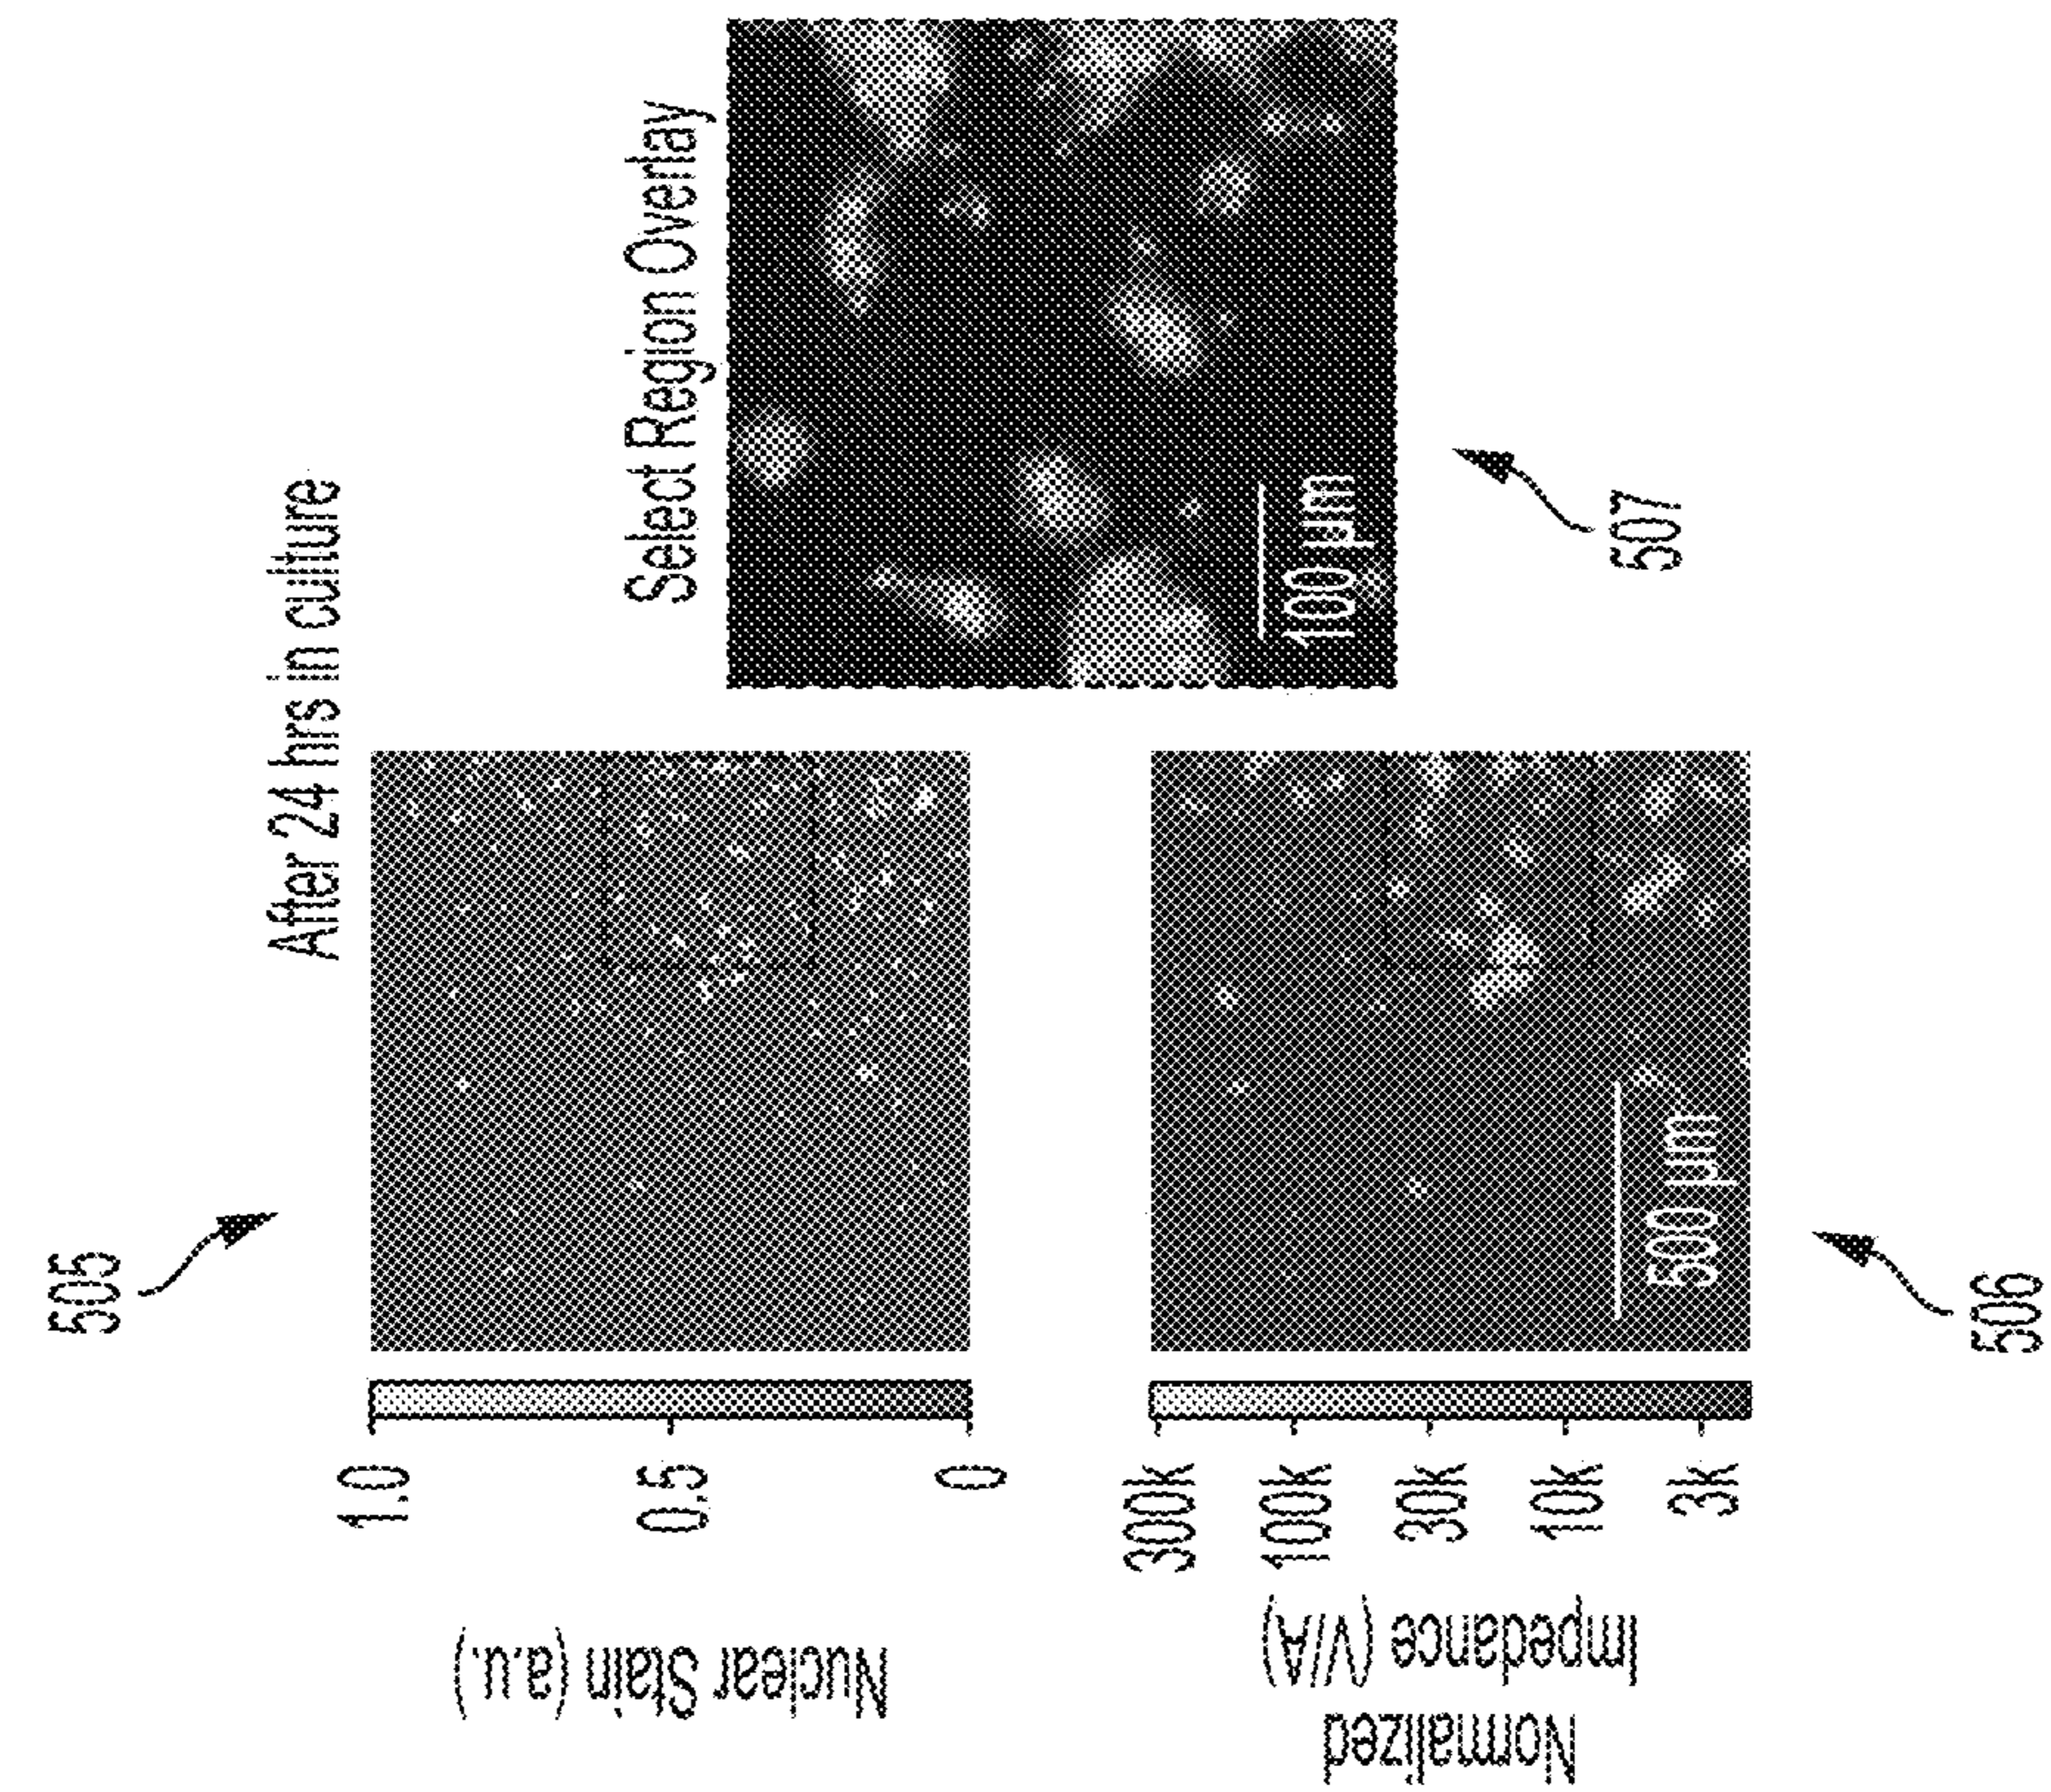 After 24 hrs in culture
505
Nuclear Stain (a.u.)
1.0
0.5
0
Select Region Overlay
100 µm
507
Normalized
Impedance (V/A)
300k
100k
30k
10k
3k
500 µm
506